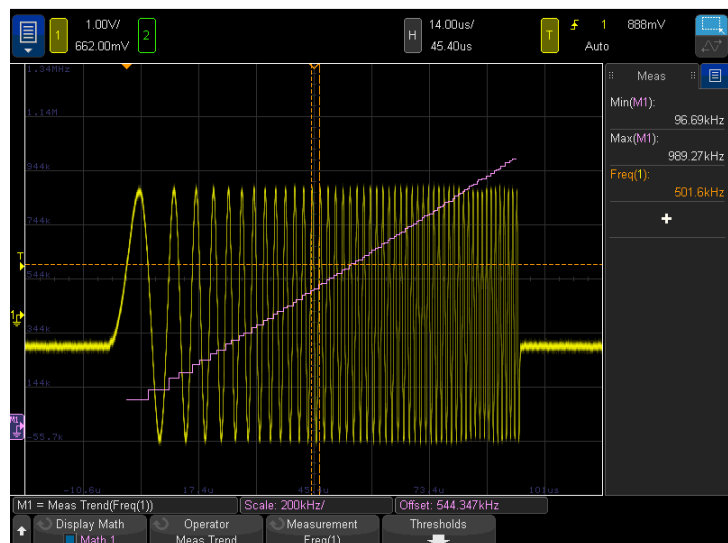 1 1.00V/ 2 H 14.00us/ T 1 888mV
662.00mV 45.40us Auto
1.34MHz
1.14M
944k
744k
544k
344k
144k
-55.7k
T
1
M1
-10.6u 17.4u 45.4u 73.4u 101us
Meas
Min(M1):
96.69kHz
Max(M1):
989.27kHz
Freq(1):
501.6kHz
+
M1 = Meas Trend(Freq(1)) Scale: 200kHz/ Offset: 544.347kHz
Display Math Operator Measurement Thresholds
Math 1 Meas Trend Freq(1)